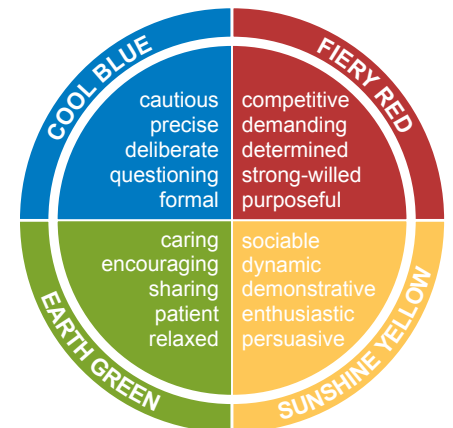 COOL BLUE
cautious
precise
deliberate
questioning
formal
FIERY RED
competitive
demanding
determined
strong-willed
purposeful
EARTH GREEN
caring
encouraging
sharing
patient
relaxed
SUNSHINE YELLOW
sociable
dynamic
demonstrative
enthusiastic
persuasive